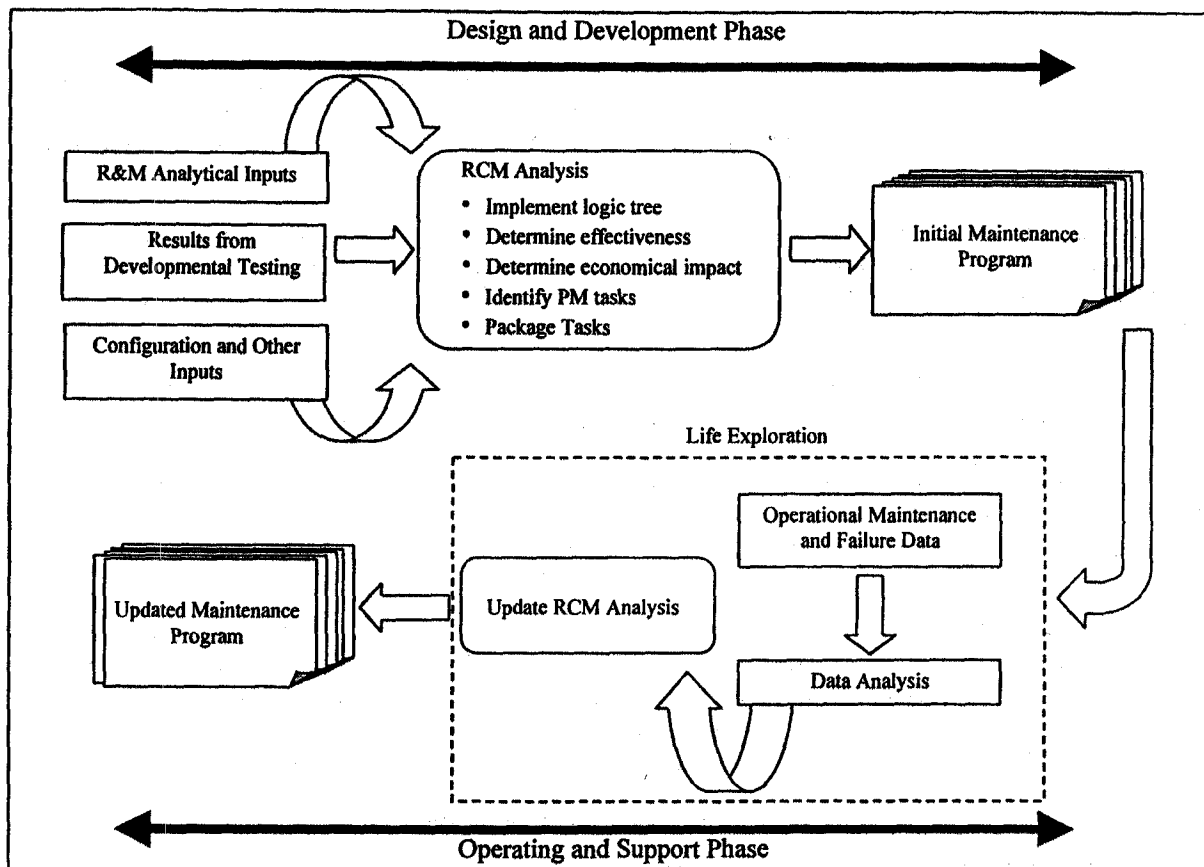 Design and Development Phase
R&M Analytical Inputs
Results from
Developmental Testing
Configuration and Other
Inputs
RCM Analysis
• Implement logic tree
• Determine effectiveness
• Determine economical impact
• Identify PM tasks
• Package Tasks
Initial Maintenance
Program
Life Exploration
Operational Maintenance
and Failure Data
Data Analysis
Update RCM Analysis
Updated Maintenance
Program
Operating and Support Phase